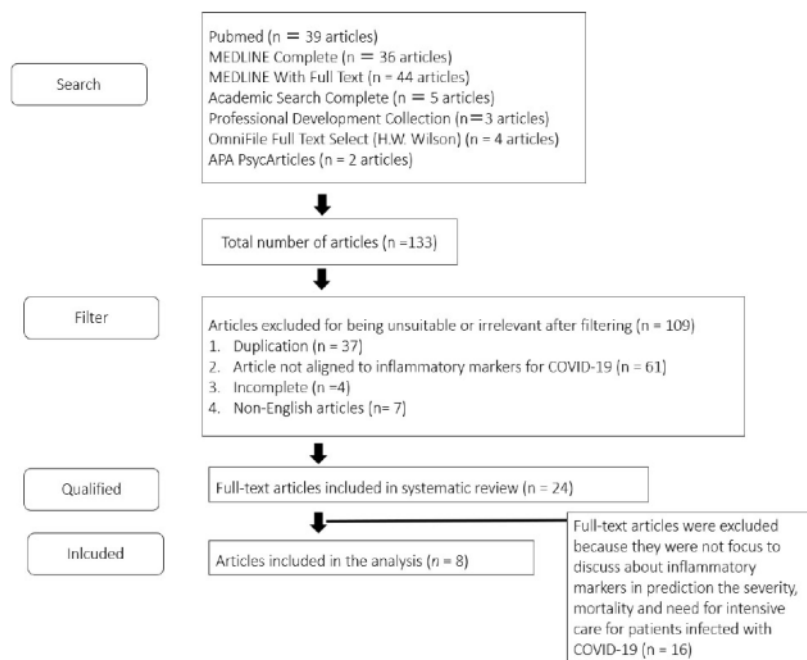 Search
Pubmed (n = 39 articles)
MEDLINE Complete (n = 36 articles)
MEDLINE With Full Text (n = 44 articles)
Academic Search Complete (n = 5 articles)
Professional Development Collection (n=3 articles)
OmniFile Full Text Select (H.W. Wilson) (n = 4 articles)
APA PsycArticles (n = 2 articles)
Total number of articles (n =133)
Filter
Articles excluded for being unsuitable or irrelevant after filtering (n = 109)
1. Duplication (n = 37)
2. Article not aligned to inflammatory markers for COVID-19 (n = 61)
3. Incomplete (n =4)
4. Non-English articles (n= 7)
Qualified
Full-text articles included in systematic review (n = 24)
Inlcuded
Articles included in the analysis (n = 8)
Full-text articles were excluded
because they were not focus to
discuss about inflammatory
markers in prediction the severity,
mortality and need for intensive
care for patients infected with
COVID-19 (n = 16)